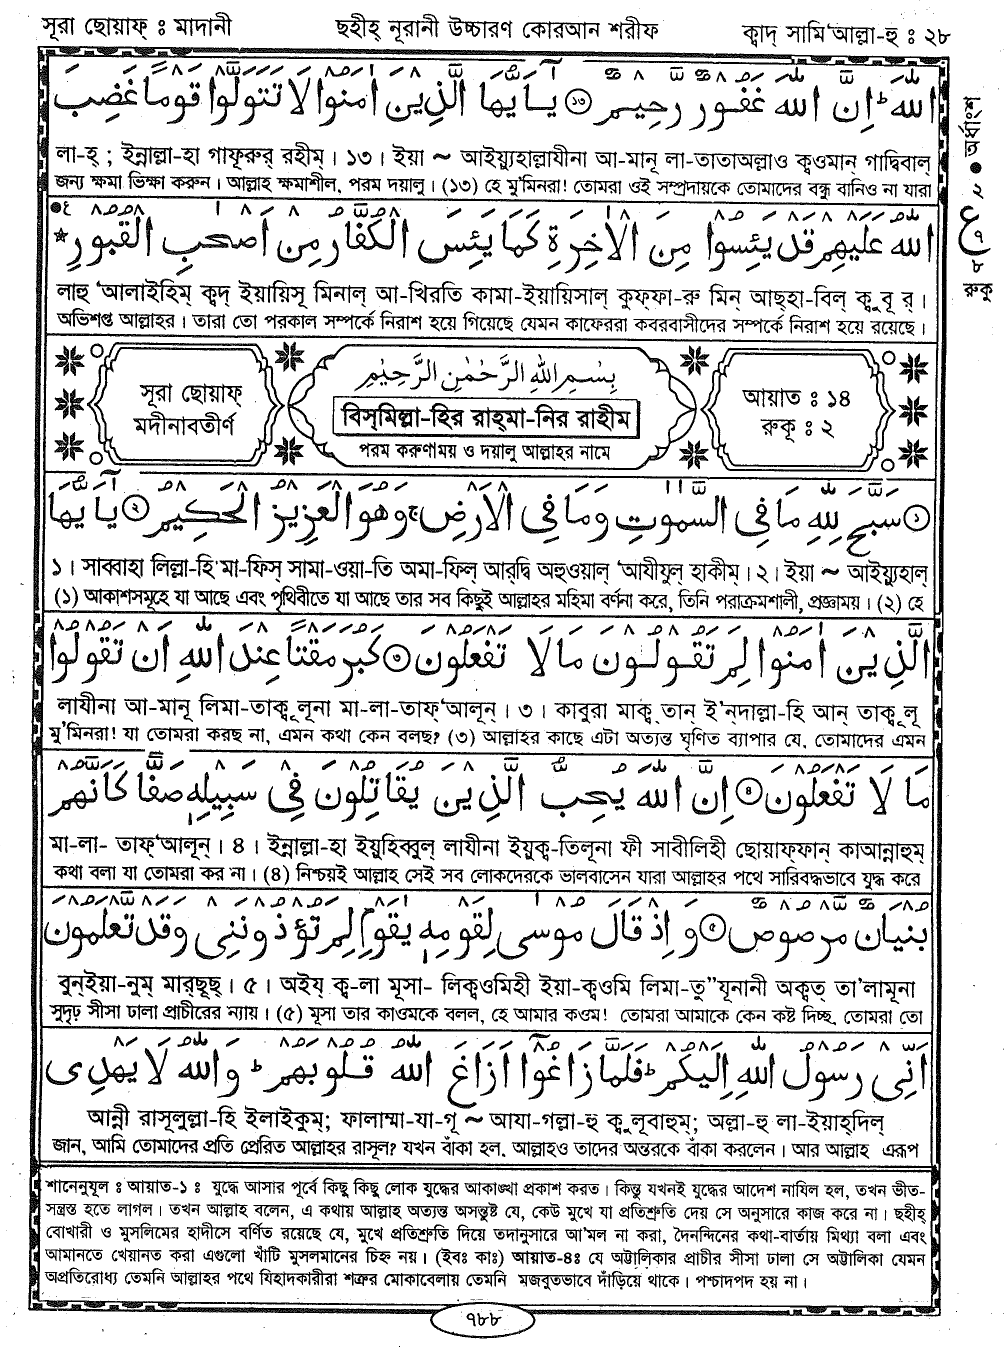 সূরা ছোয়াফ্ ঃ মাদানী
ছহীহ্ নূরানী উচ্চারণ কোরআন শরীফ
ক্বাদ্ সামি‘আল্লা-হু ঃ ২৮
اللّٰهَ ۚ اِنَّ اللّٰهَ غَفُوْرٌ رَّحِيْمٌ ﴿١٢﴾ يٰۤاَيُّهَا الَّذِيْنَ اٰمَنُوْا لَا تَتَوَلَّوْا قَوْمًا غَضِبَ
লা-হ্ ; ইন্নাল্লা-হা গাফূরুর্ রহীম্ । ১৩ । ইয়া ~ আইয়্যুহাল্লাযীনা আ-মানূ লা-তাতাঅল্লাও ক্বওমান্ গাদ্বিবাল্
জন্য ক্ষমা ভিক্ষা করুন । আল্লাহ ক্ষমাশীল, পরম দয়ালু । (১৩) হে মু’মিনরা! তোমরা ওই সম্প্রদায়কে তোমাদের বন্ধু বানিও না যারা
اللّٰهُ عَلَيْهِمْ قَدْ يَئِسُوْا مِنَ الْاٰخِرَةِ كَمَا يَئِسَ الْكُفَّارُ مِنْ اَصْحٰبِ الْقُبُوْرِ
লাহু ‘আলাইহিম্ ক্বদ্ ইয়ায়িসূ মিনাল্ আ-খিরতি কামা-ইয়ায়িসাল্ কুফ্ফা-রু মিন্ আছ্হা-বিল্ ক্বুবূ র্ ।
অভিশপ্ত আল্লাহর । তারা তো পরকাল সম্পর্কে নিরাশ হয়ে গিয়েছে যেমন কাফেররা কবরবাসীদের সম্পর্কে নিরাশ হয়ে রয়েছে ।
অর্ধাংশ
২
ع
৭
৮
রুকু
সূরা ছোয়াফ্
মদীনাবতীর্ণ
بِسْمِ اللّٰهِ الرَّحْمٰنِ الرَّحِيْمِ
বিস্মিল্লা-হির রাহ্মা-নির রাহীম
পরম করুণাময় ও দয়ালু আল্লাহর নামে
আয়াত ঃ ১৪
রুকূ ঃ ২
﴿١﴾ سَبَّحَ لِلّٰهِ مَا فِى السَّمٰوٰتِ وَمَا فِى الْاَرْضِ ۚ وَهُوَ الْعَزِيْزُ الْحَكِيْمُ ﴿٢﴾ يٰۤاَيُّهَا
১ । সাব্বাহা লিল্লা-হি মা-ফিস্ সামা-ওয়া-তি অমা-ফিল্ আর্দ্বি অহুওয়াল্ ‘আযীযুল্ হাকীম্ । ২ । ইয়া ~ আইয়্যুহাল্
(১) আকাশসমূহে যা আছে এবং পৃথিবীতে যা আছে তার সব কিছুই আল্লাহর মহিমা বর্ণনা করে, তিনি পরাক্রমশালী, প্রজ্ঞাময় । (২) হে
الَّذِيْنَ اٰمَنُوْا لِمَ تَقُوْلُوْنَ مَا لَا تَفْعَلُوْنَ ﴿٣﴾ كَبُرَ مَقْتًا عِنْدَ اللّٰهِ اَنْ تَقُوْلُوْا
লাযীনা আ-মানূ লিমা-তাক্বূলূনা মা-লা-তাফ্‘আলূন্ । ৩ । কাবুরা মাক্ব্ তান্ ই’ন্দাল্লা-হি আন্ তাক্বূলূ
মু’মিনরা! যা তোমরা করছ না, এমন কথা কেন বলছ? (৩) আল্লাহর কাছে এটা অত্যন্ত ঘৃণিত ব্যাপার যে, তোমাদের এমন
مَا لَا تَفْعَلُوْنَ ﴿٤﴾ اِنَّ اللّٰهَ يُحِبُّ الَّذِيْنَ يُقَاتِلُوْنَ فِىْ سَبِيْلِهٖ صَفًّا كَاَنَّهُمْ
মা-লা- তাফ্‘আলূন্ । ৪ । ইন্নাল্লা-হা ইয়ুহিব্বুল্ লাযীনা ইয়ুক্ব-তিলূনা ফী সাবীলিহী ছোয়াফ্ফান্ কাআন্নাহুম্
কথা বলা যা তোমরা কর না । (৪) নিশ্চয়ই আল্লাহ সেই সব লোকদেরকে ভালবাসেন যারা আল্লাহর পথে সারিবদ্ধভাবে যুদ্ধ করে
بُنْيَانٌ مَّرْصُوْصٌ ﴿٥﴾ وَاِذْ قَالَ مُوْسٰى لِقَوْمِهٖ يٰقَوْمِ لِمَ تُؤْذُوْنَنِىْ وَقَدْ تَّعْلَمُوْنَ
বুন্ইয়া-নুম্ মার্ছূছ্ । ৫ । অইয্ ক্ব-লা মূসা- লিক্বওমিহী ইয়া-ক্বওমি লিমা-তু”যূনানী অক্বত্ তা’লামূনা
সুদৃঢ় সীসা ঢালা প্রাচীরের ন্যায় । (৫) মূসা তার কাওমকে বলল, হে আমার কওম! তোমরা আমাকে কেন কষ্ট দিচ্ছ, তোমরা তো
اَنِّىْ رَسُوْلُ اللّٰهِ اِلَيْكُمْ ؕ فَلَمَّا زَاغُوْۤا اَزَاغَ اللّٰهُ قُلُوْبَهُمْ ؕ وَاللّٰهُ لَا يَهْدِى
আন্নী রাসূলুল্লা-হি ইলাইকুম্; ফালাম্মা-যা-গূ ~ আযা-গল্লা-হু ক্বুলূবাহুম্; অল্লা-হু লা-ইয়াহ্দিল্
জান, আমি তোমাদের প্রতি প্রেরিত আল্লাহর রাসূল? যখন বাঁকা হল, আল্লাহও তাদের অন্তরকে বাঁকা করলেন । আর আল্লাহ এরূপ
শানেনুযূল ঃ আয়াত-১ ঃ যুদ্ধে আসার পূর্বে কিছু কিছু লোক যুদ্ধের আকাঙ্খা প্রকাশ করত । কিন্তু যখনই যুদ্ধের আদেশ নাযিল হল, তখন ভীত-
সন্ত্রস্ত হতে লাগল । তখন আল্লাহ বলেন, এ কথায় আল্লাহ অত্যন্ত অসন্তুষ্ট যে, কেউ মুখে যা প্রতিশ্রুতি দেয় সে অনুসারে কাজ করে না । ছহীহ্
বোখারী ও মুসলিমের হাদীসে বর্ণিত রয়েছে যে, মুখে প্রতিশ্রুতি দিয়ে তদানুসারে আ’মল না করা, দৈনন্দিনের কথা-বার্তায় মিথ্যা বলা এবং
আমানতে খেয়ানত করা এগুলো খাঁটি মুসলমানের চিহ্ন নয় । (ইবঃ কাঃ) আয়াত-৪ঃ যে অট্টালিকার প্রাচীর সীসা ঢালা সে অট্টালিকা যেমন
অপ্রতিরোধ্য তেমনি আল্লাহর পথে যিহাদকারীরা শত্রুর মোকাবেলায় তেমনি মজবুতভাবে দাঁড়িয়ে থাকে । পশ্চাদপদ হয় না ।
৭৮৮